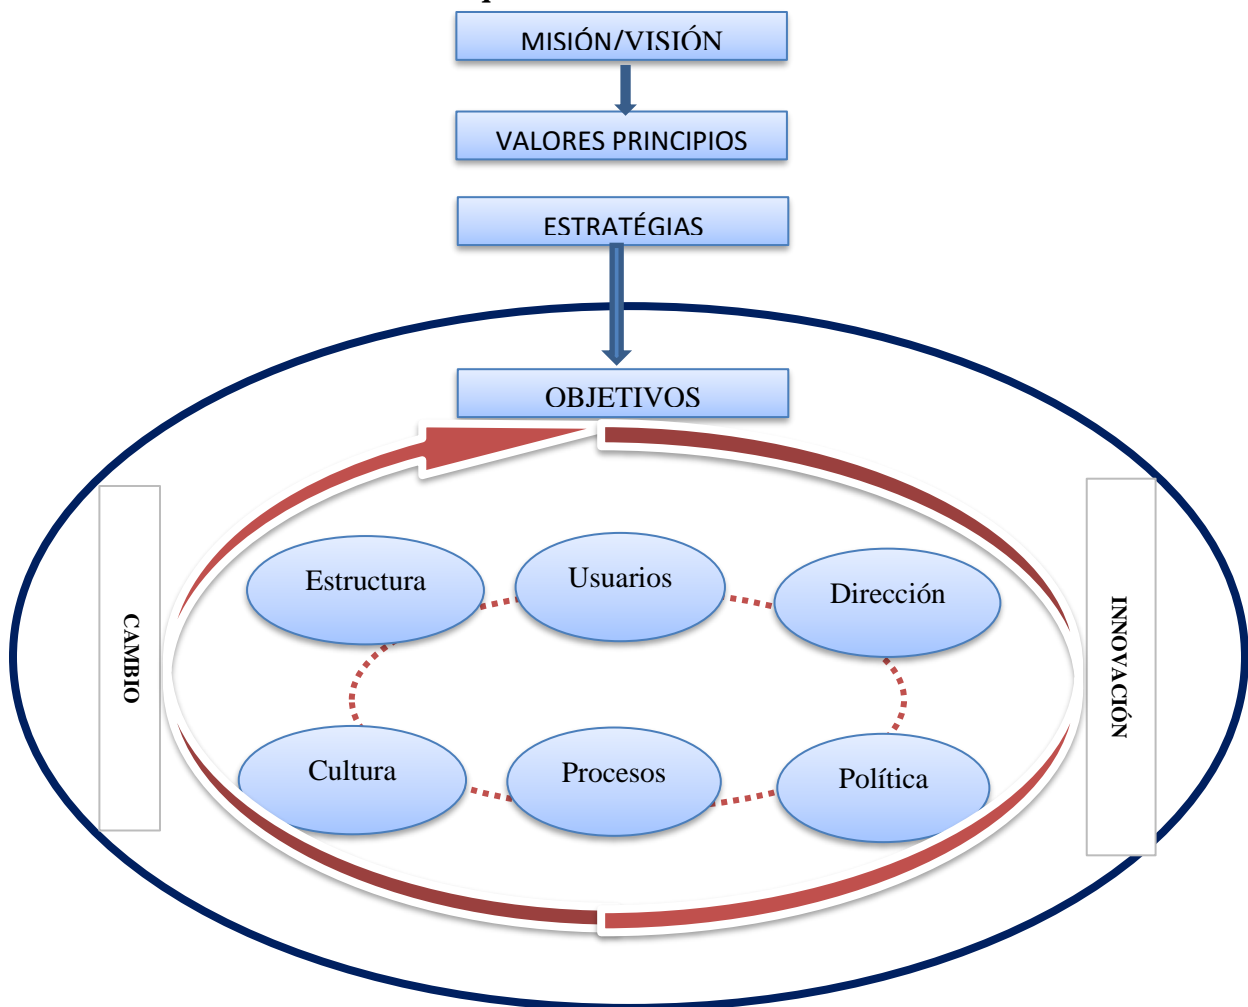 MISIÓN/VISIÓN
VALORES PRINCIPIOS
ESTRATÉGIAS
OBJETIVOS
CAMBIO
INNOVACIÓN
Estructura
Usuarios
Dirección
Cultura
Procesos
Política